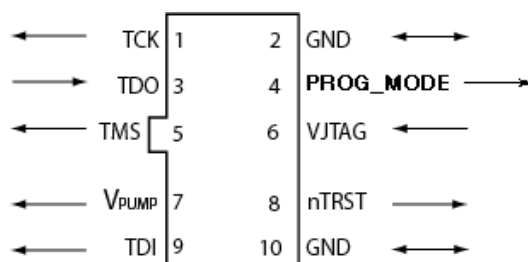 TCK 1 2 GND
TDO 3 4 PROG_MODE
TMS 5 6 VJTAG
VPUMP 7 8 nTRST
TDI 9 10 GND